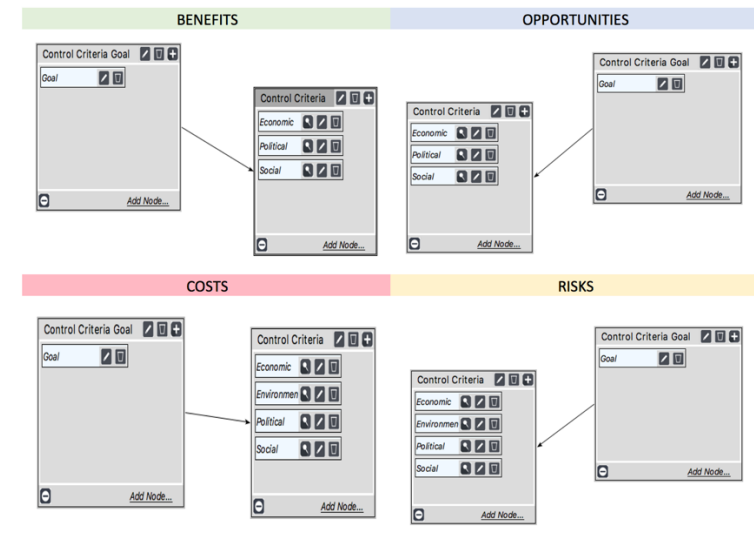 BENEFITS
Control Criteria Goal
Goal
Add Node...
Control Criteria
Economic
Political
Social
Add Node...
OPPORTUNITIES
Control Criteria
Economic
Political
Social
Add Node...
Control Criteria Goal
Goal
Add Node...
COSTS
Control Criteria Goal
Goal
Add Node...
Control Criteria
Economic
Environmen
Political
Social
Add Node...
RISKS
Control Criteria
Economic
Environmen
Political
Social
Add Node...
Control Criteria Goal
Goal
Add Node...